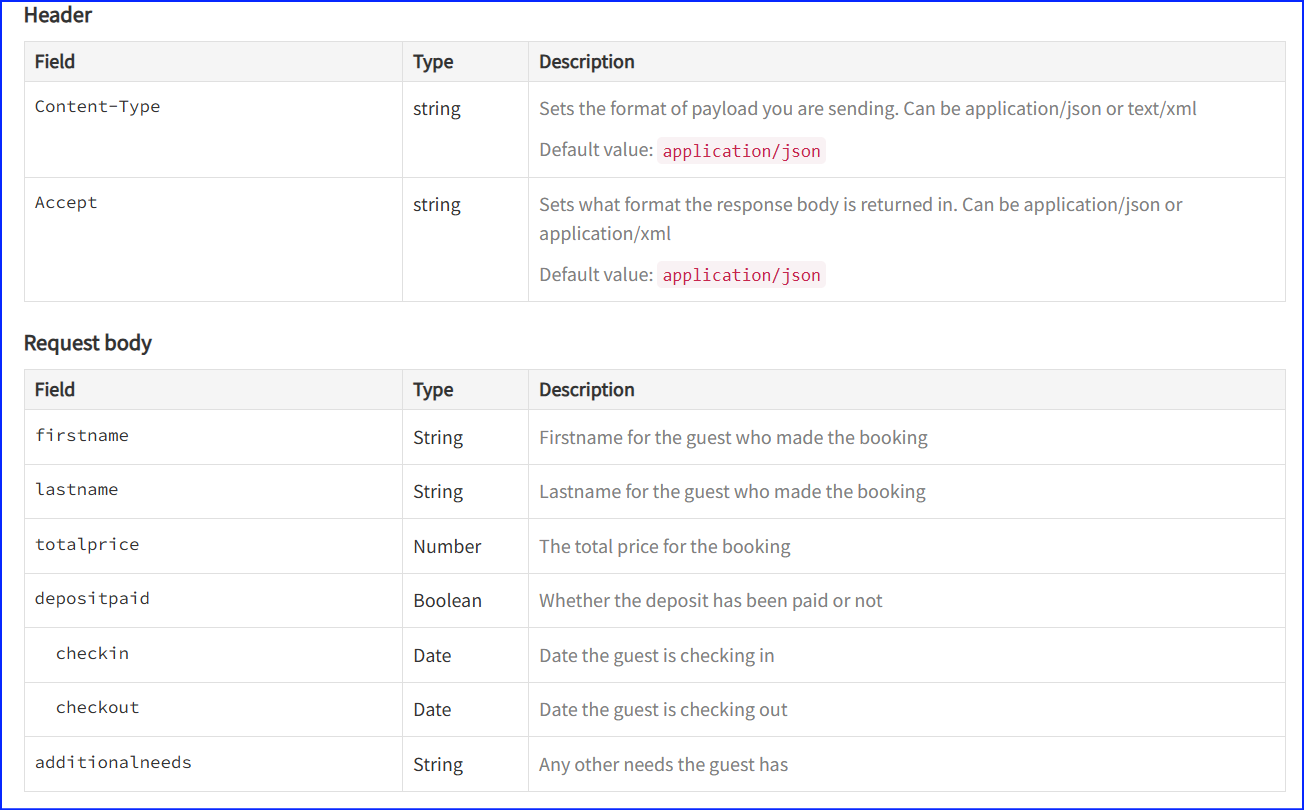 Header
Field Type Description
Content-Type string Sets the format of payload you are sending. Can be application/json or text/xml
Default value: application/json
Accept string Sets what format the response body is returned in. Can be application/json or
application/xml
Default value: application/json
Request body
Field Type Description
firstname String Firstname for the guest who made the booking
lastname String Lastname for the guest who made the booking
totalprice Number The total price for the booking
depositpaid Boolean Whether the deposit has been paid or not
checkin Date Date the guest is checking in
checkout Date Date the guest is checking out
additionalneeds String Any other needs the guest has